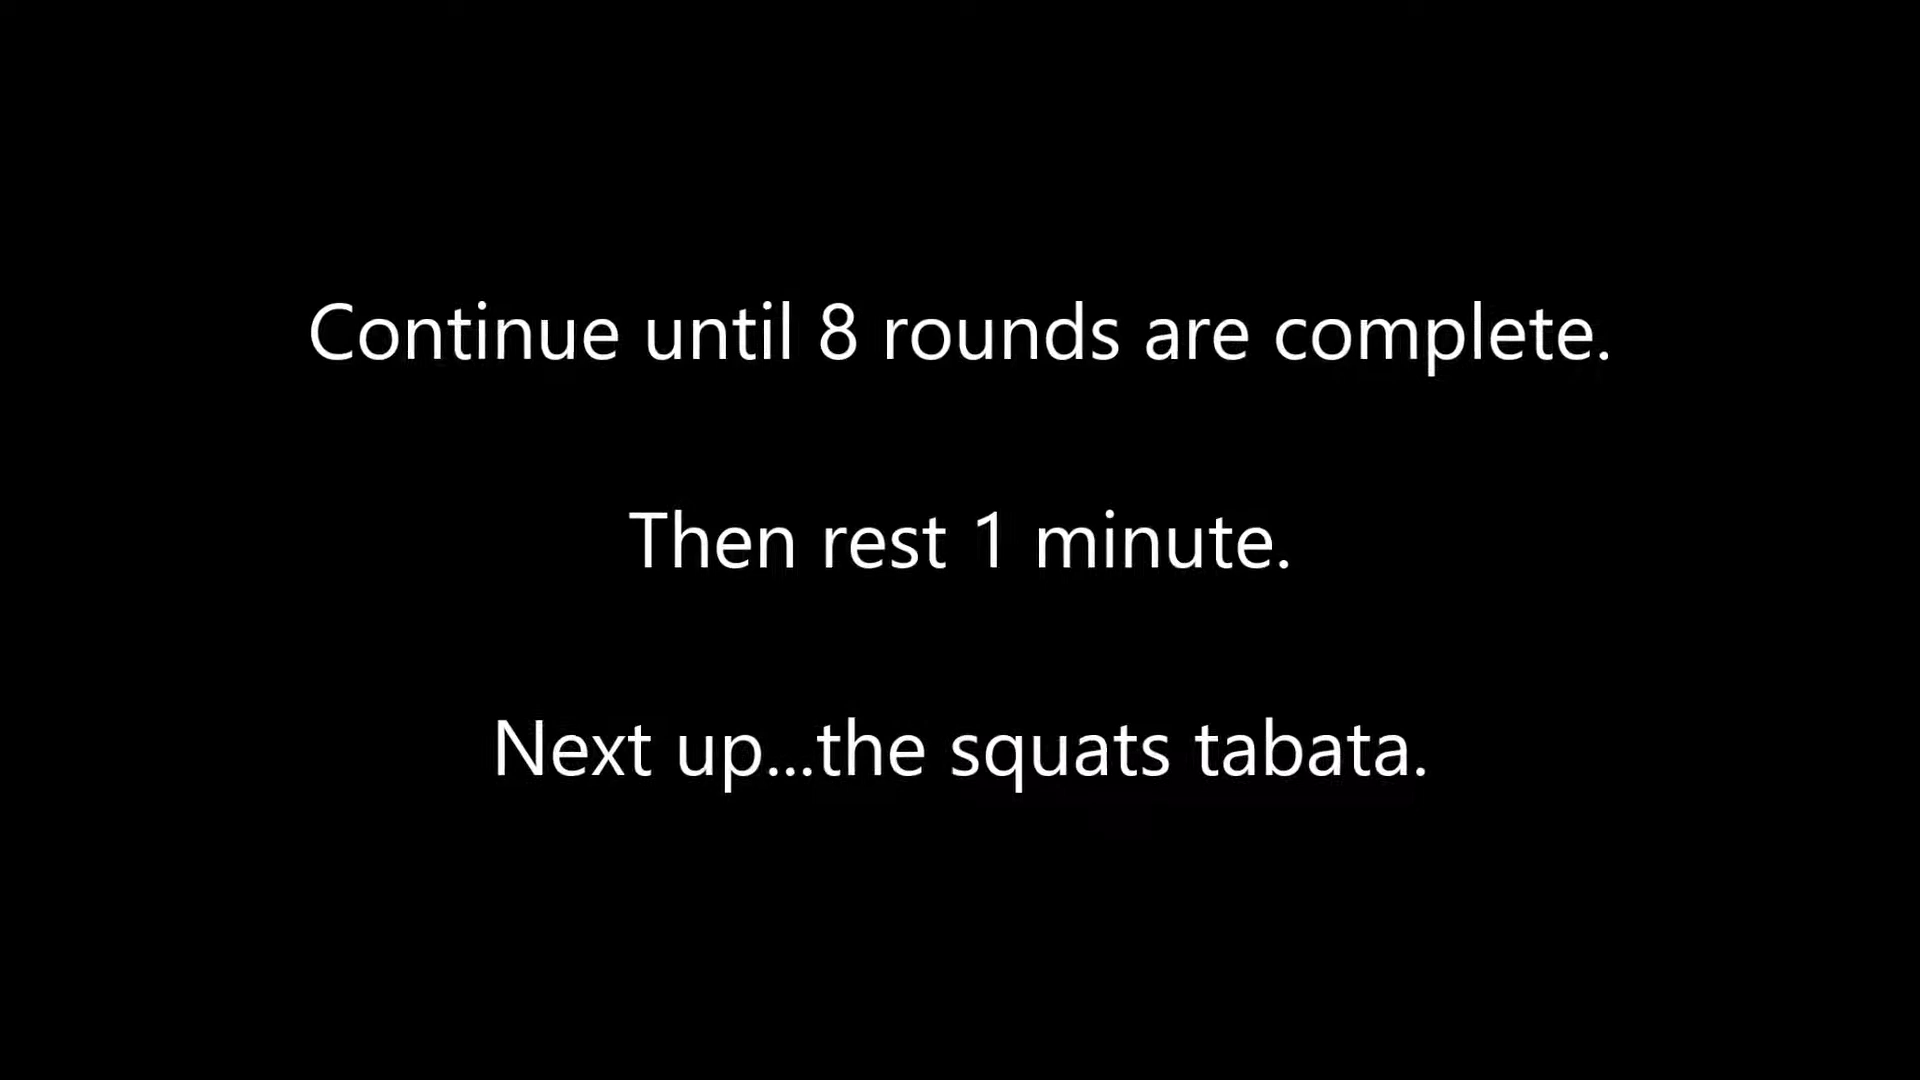 Continue until 8 rounds are complete.
Then rest 1 minute.
Next up...the squats tabata.